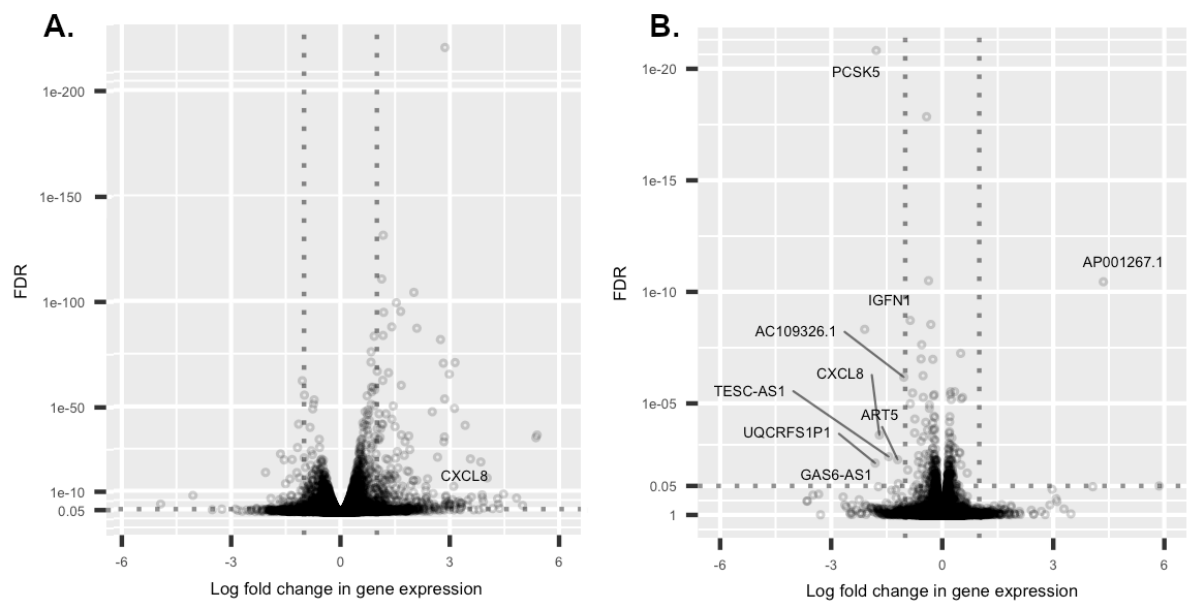 A.
1e-200
1e-150
1e-100
1e-50
1e-10
0.05
FDR
CXCL8
-6 -3 0 3 6
Log fold change in gene expression
B.
1e-20
1e-15
1e-10
1e-05
0.05
1
FDR
PCSK5
AP001267.1
IGFN1
AC109326.1
CXCL8
TESC-AS1
ART5
UQCRFS1P1
GAS6-AS1
-6 -3 0 3 6
Log fold change in gene expression